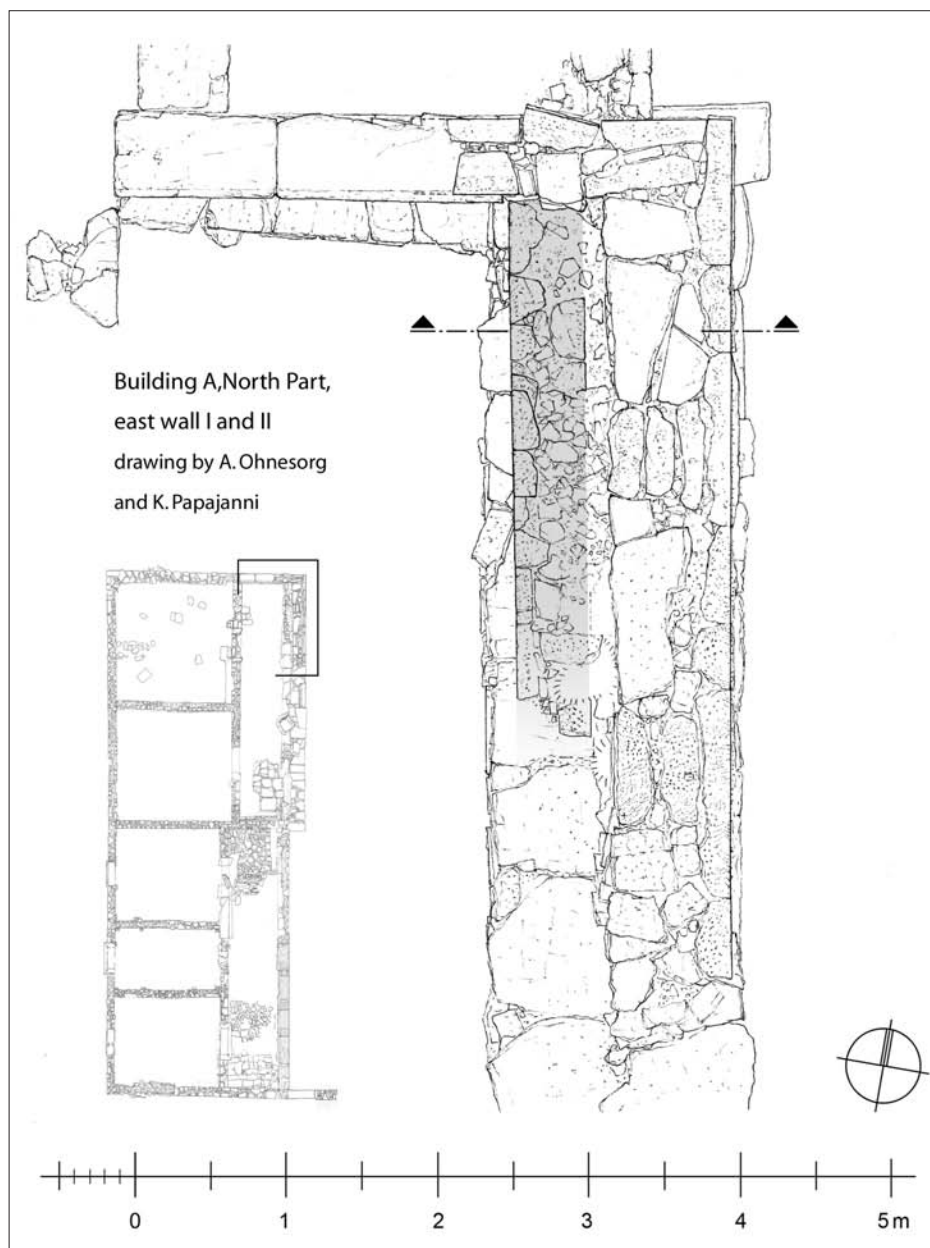 Building A,North Part,
east wall I and II
drawing by A. Ohnesorg
and K. Papajanni
0 1 2 3 4 5 m